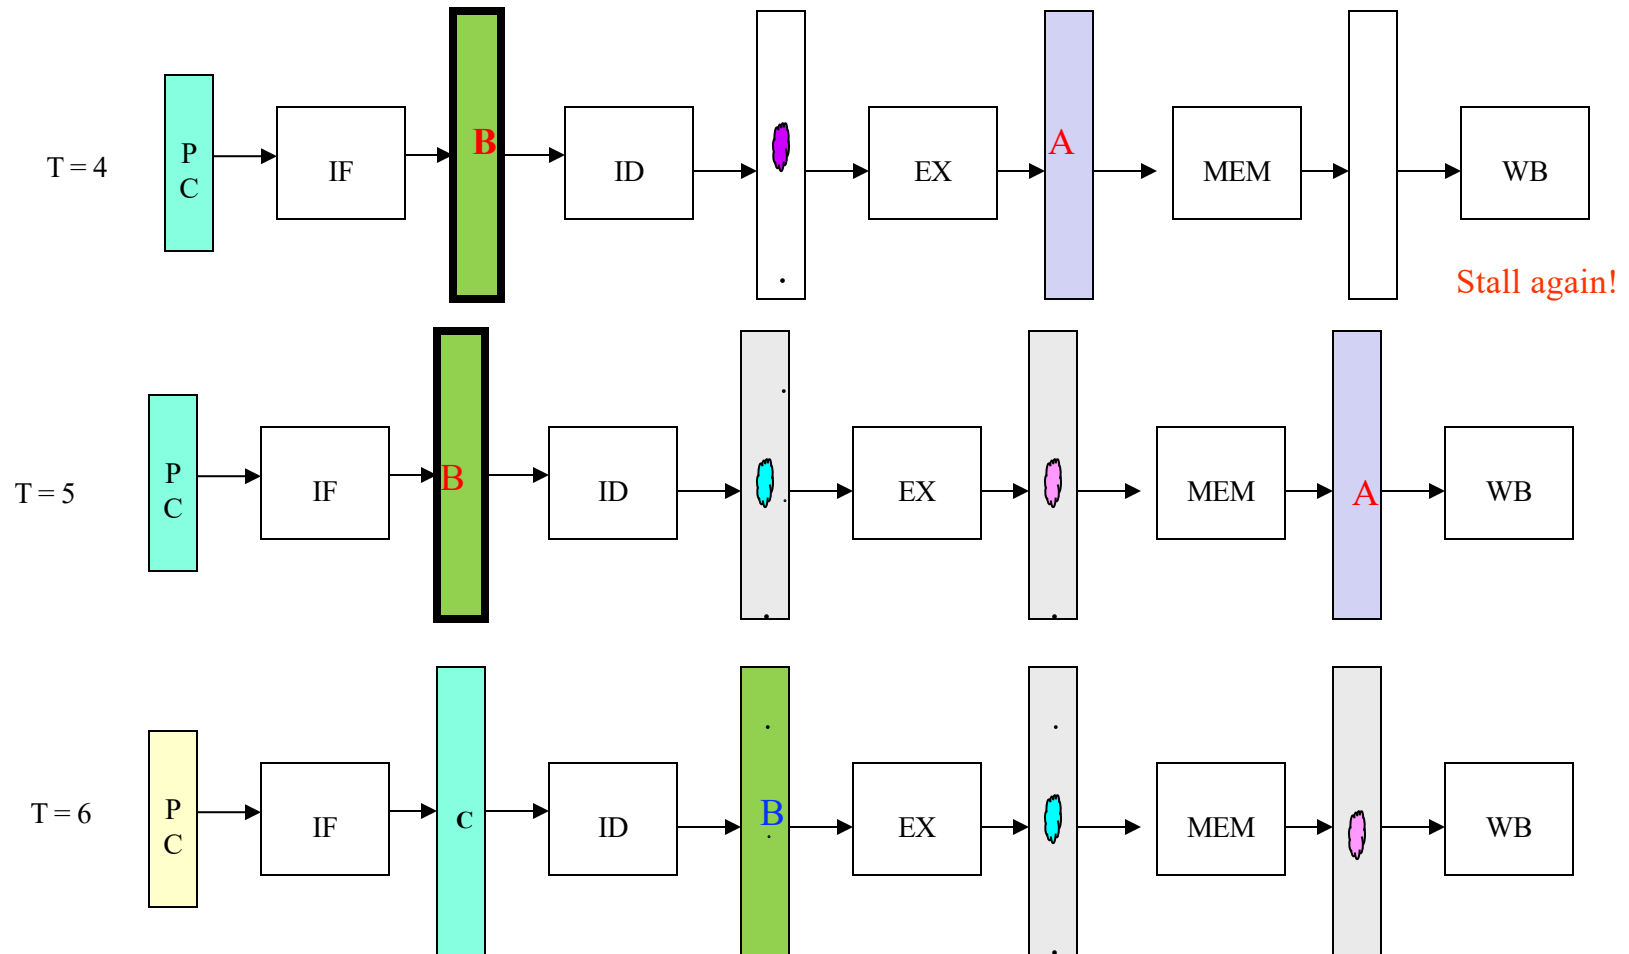 T = 4
P
C
IF
B
ID
EX
A
MEM
WB
Stall again!
T = 5
P
C
IF
B
ID
EX
MEM
A
WB
T = 6
P
C
IF
C
ID
B
EX
MEM
WB